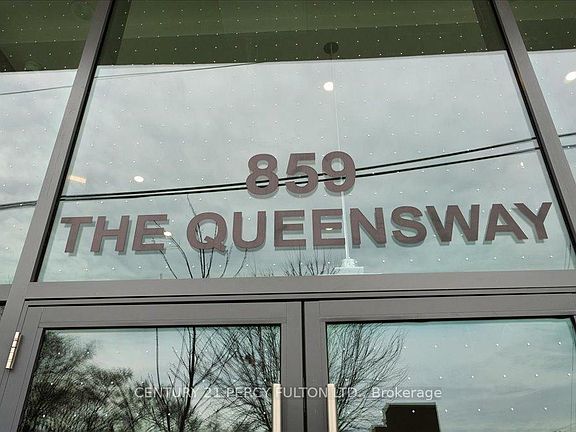 859
THE QUEENSWAY
CENTURY 21 PERCY FULTON LTD., Brokerage